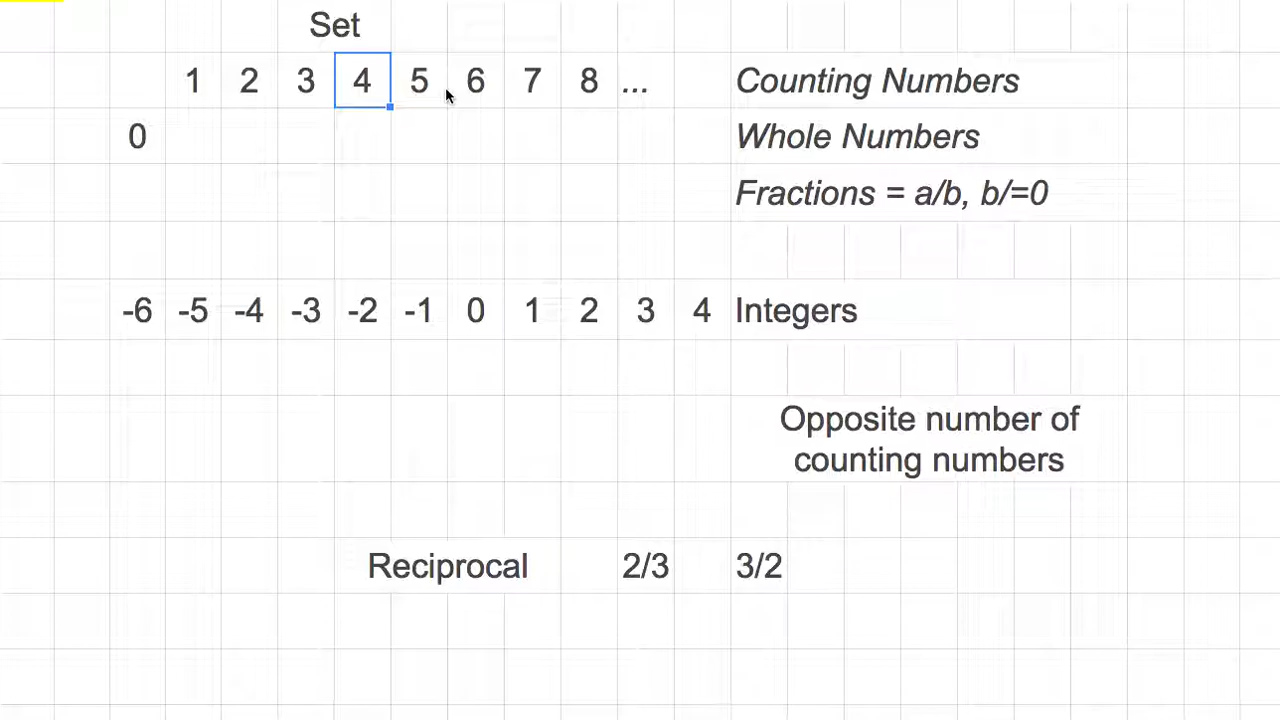 Set
1 2 3 4 5 6 7 8 ... Counting Numbers
0 Whole Numbers
Fractions = a/b, b/=0
-6 -5 -4 -3 -2 -1 0 1 2 3 4 Integers
Opposite number of
counting numbers
Reciprocal 2/3 3/2